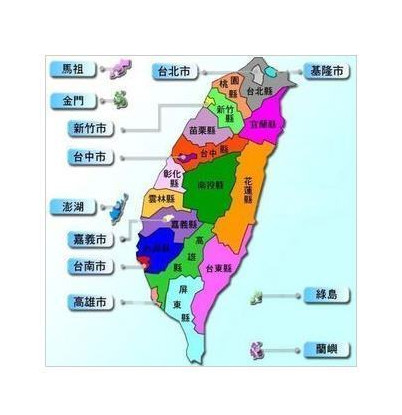 馬祖
台北市
基隆市
金門
桃園縣
台北縣
新竹市
新竹縣
宜蘭縣
苗栗縣
台中市
台中縣
彰化縣
南投縣
花蓮縣
澎湖
雲林縣
嘉義市
嘉義縣
台南市
台南縣
高雄縣
台東縣
高雄市
屏東縣
綠島
蘭嶼